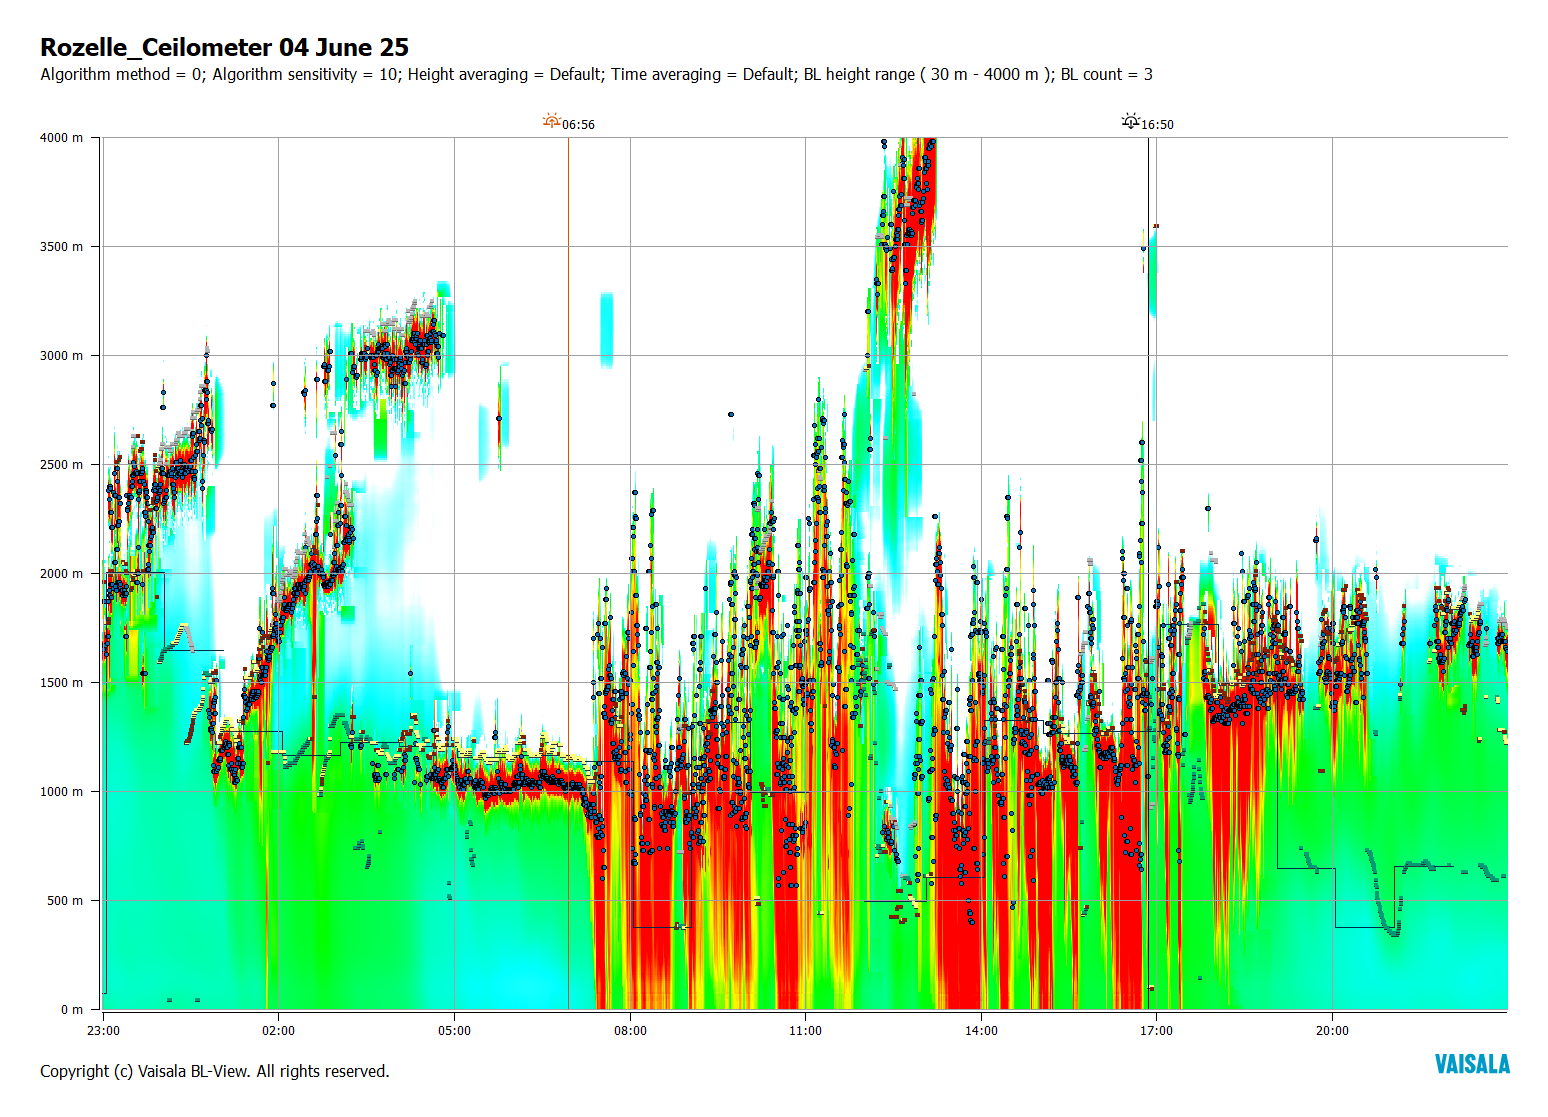 Rozelle_Ceilometer 04 June 25
Algorithm method = 0; Algorithm sensitivity = 10; Height averaging = Default; Time averaging = Default; BL height range ( 30 m - 4000 m ); BL count = 3
06:56
16:50
4000 m
3500 m
3000 m
2500 m
2000 m
1500 m
1000 m
500 m
0 m
23:00
02:00
05:00
08:00
11:00
14:00
17:00
20:00
Copyright (c) Vaisala BL-View. All rights reserved.
VAISALA